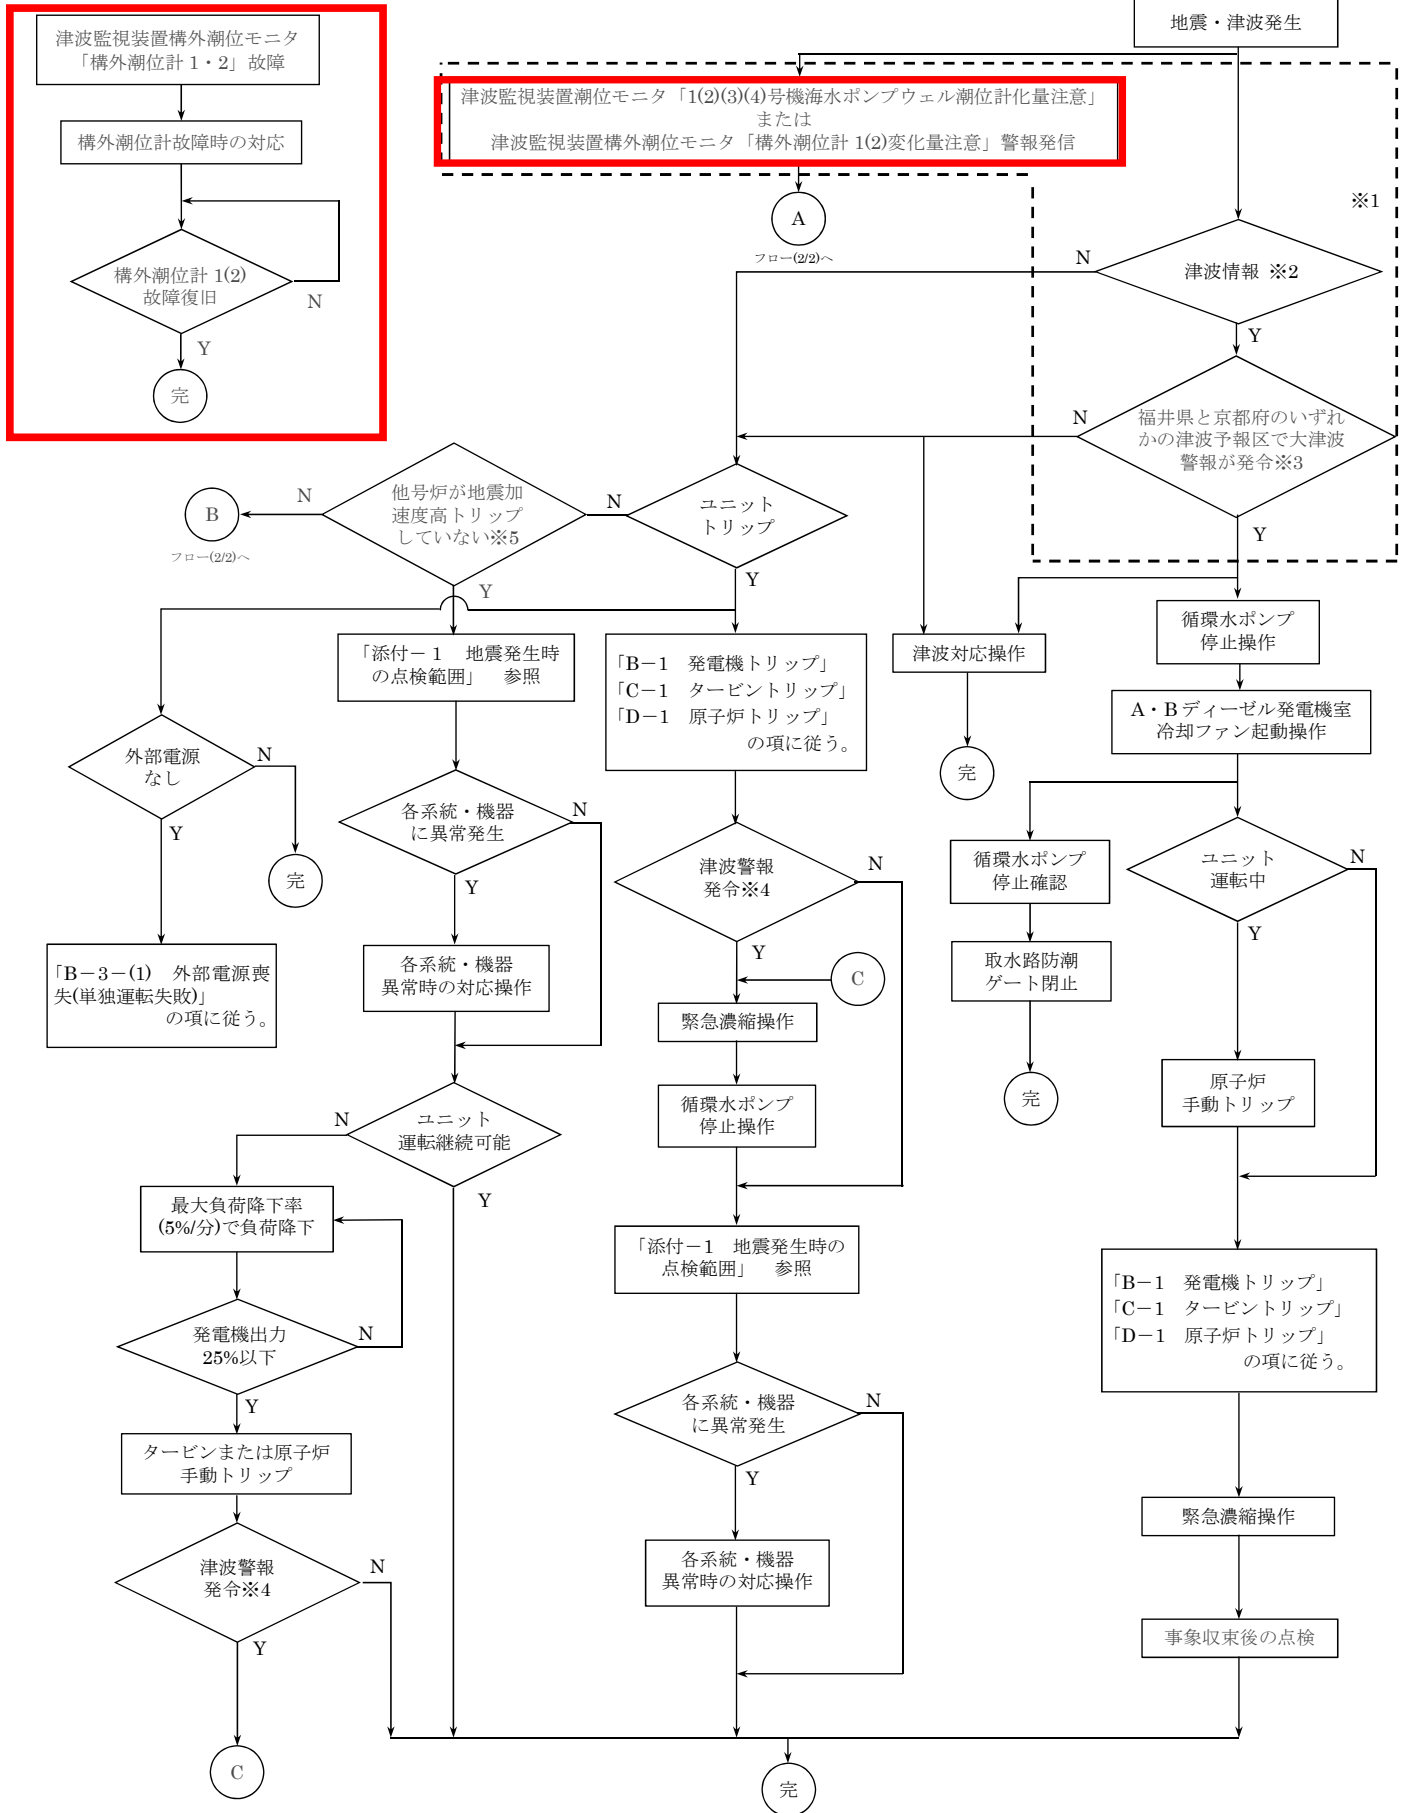 津波監視装置構外潮位モニタ
「構外潮位計 1・2」故障
構外潮位計故障時の対応
構外潮位計 1(2)
故障復旧
N
Y
完
地震・津波発生
津波監視装置潮位モニタ「1(2)(3)(4)号機海水ポンプウェル潮位計化量注意」
または
津波監視装置構外潮位モニタ「構外潮位計 1(2)変化量注意」警報発信
A
フロー(2/2)へ
※1
津波情報 ※2
N
Y
福井県と京都府のいずれ
かの津波予報区で大津波
警報が発令※3
N
Y
ユニット
トリップ
N
Y
他号炉が地震加
速度高トリップ
していない※5
N
Y
B
フロー(2/2)へ
外部電源
なし
N
Y
完
「B－3－(1)　外部電源喪
失(単独運転失敗)」
の項に従う。
「添付－1　地震発生時
の点検範囲」　参照
各系統・機器
に異常発生
N
Y
各系統・機器
異常時の対応操作
ユニット
運転継続可能
N
Y
最大負荷降下率
(5%/分)で負荷降下
発電機出力
25%以下
N
Y
タービンまたは原子炉
手動トリップ
津波警報
発令※4
N
Y
C
「B－1　発電機トリップ」
「C－1　タービントリップ」
「D－1　原子炉トリップ」
の項に従う。
津波警報
発令※4
N
Y
C
緊急濃縮操作
循環水ポンプ
停止操作
「添付－1　地震発生時の
点検範囲」　参照
各系統・機器
に異常発生
N
Y
各系統・機器
異常時の対応操作
津波対応操作
完
循環水ポンプ
停止操作
A・B ディーゼル発電機室
冷却ファン起動操作
循環水ポンプ
停止確認
取水路防潮
ゲート閉止
完
ユニット
運転中
N
Y
原子炉
手動トリップ
「B－1　発電機トリップ」
「C－1　タービントリップ」
「D－1　原子炉トリップ」
の項に従う。
緊急濃縮操作
事象収束後の点検
完